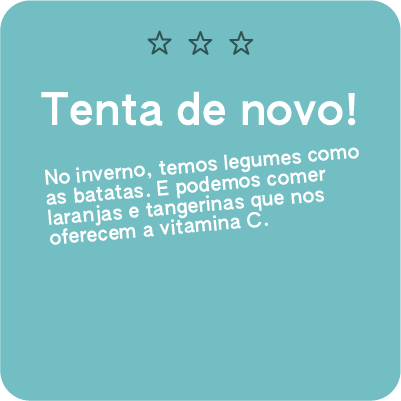 Tenta de novo!
No inverno, temos legumes como
as batatas. E podemos comer
laranjas e tangerinas que nos
oferecem a vitamina C.